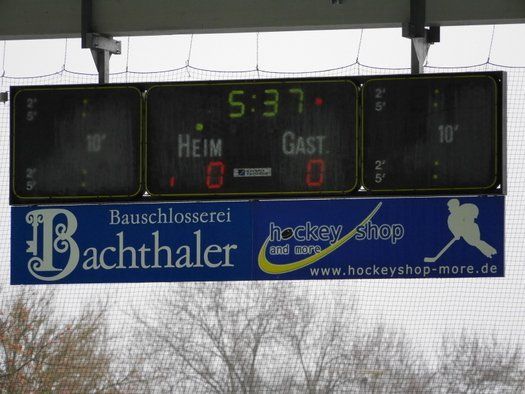 5:37
2'
5'
10'
2'
5'
HEIM
GAST
0
0
2'
5'
10'
2'
5'
Bauschlosserei
Bachthaler
hockey shop
and more
www.hockeyshop-more.de